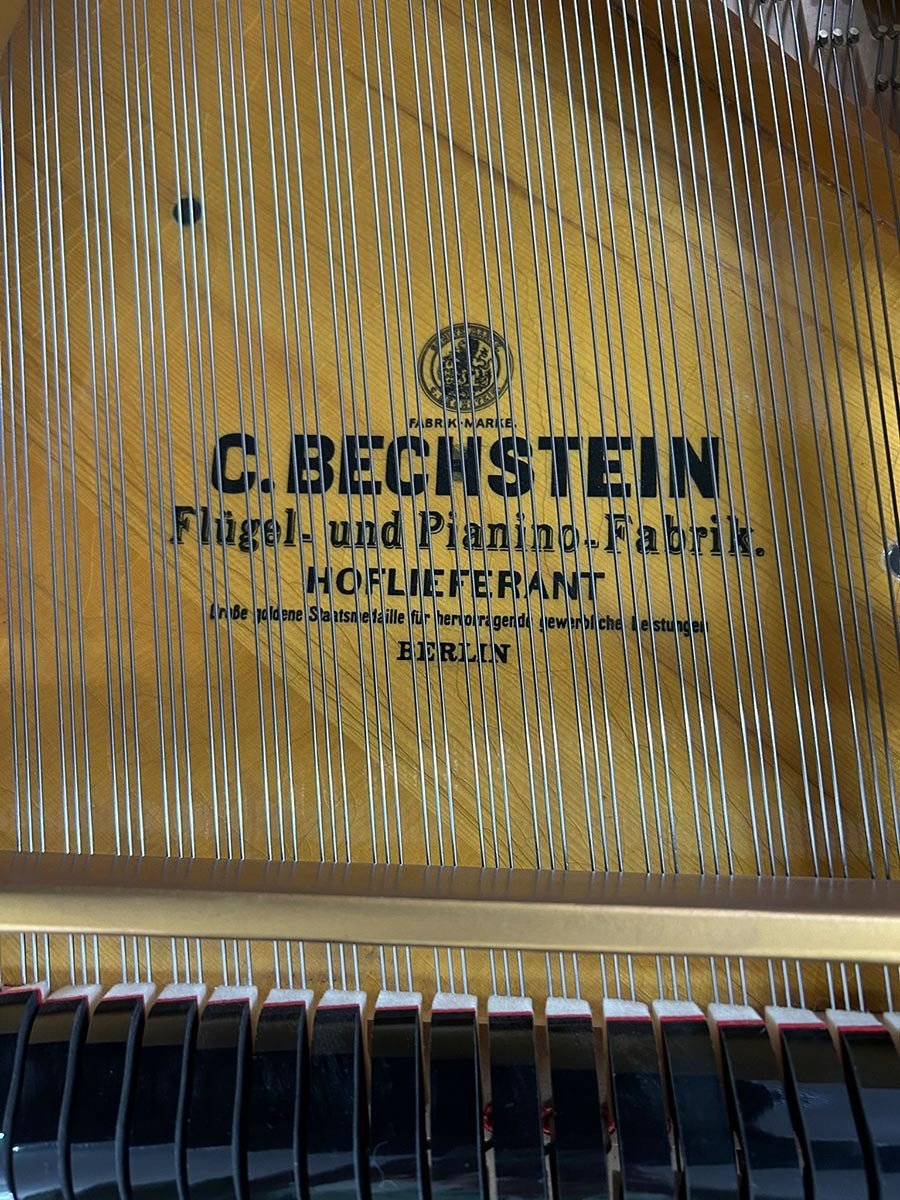 FABRIK-MARKE.
C. BECHSTEIN
Flügel- und Pianino-Fabrik.
HOFLIEFERANT
Große goldene Staatsmedaille für hervorragende gewerbliche Leistungen
BERLIN